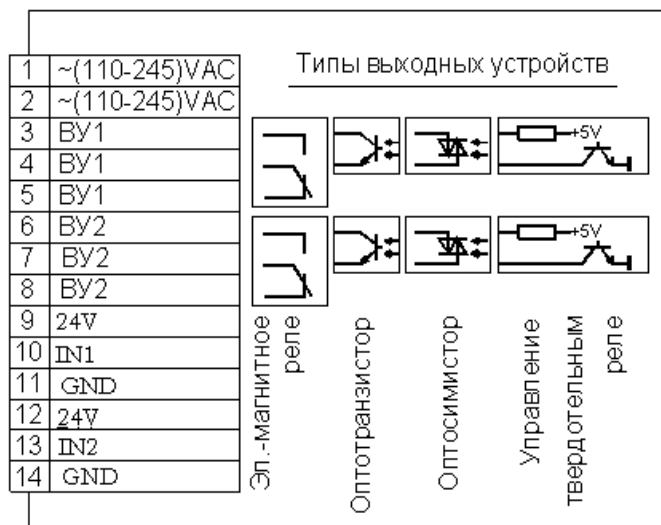 Типы выходных устройств
1 ~(110-245)VAC
2 ~(110-245)VAC
3 ВУ1
4 ВУ1
5 ВУ1
6 ВУ2
7 ВУ2
8 ВУ2
9 24V
10 IN1
11 GND
12 24V
13 IN2
14 GND
+5V
+5V
Эл.-магнитное
реле
Оптотранзистор
Оптосимистор
Управление
твердотельным
реле